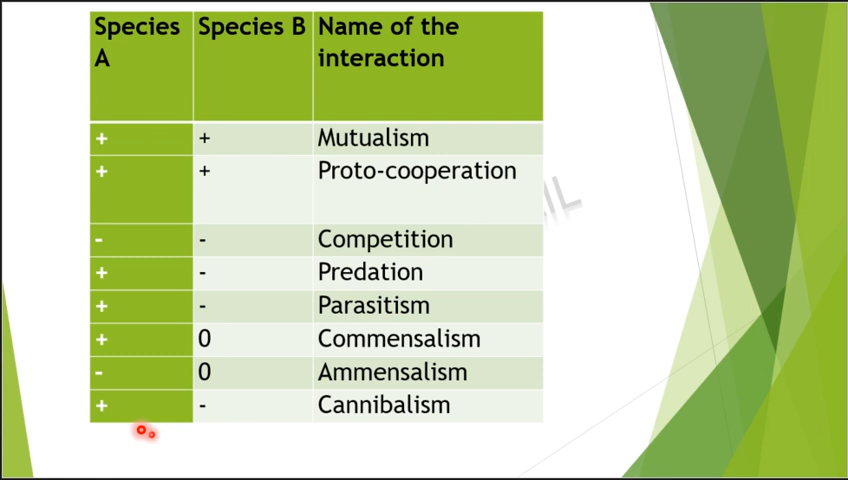 Species A Species B Name of the interaction
+ + Mutualism
+ + Proto-cooperation
- - Competition
+ - Predation
+ - Parasitism
+ 0 Commensalism
- 0 Ammensalism
+ - Cannibalism